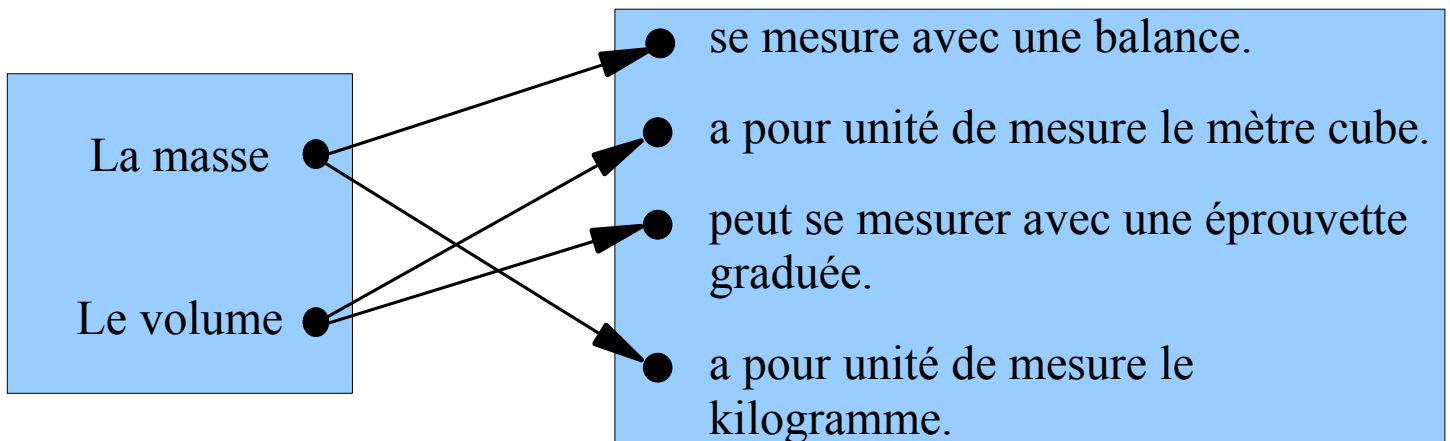 La masse
Le volume
se mesure avec une balance.
a pour unité de mesure le mètre cube.
peut se mesurer avec une éprouvette
graduée.
a pour unité de mesure le
kilogramme.